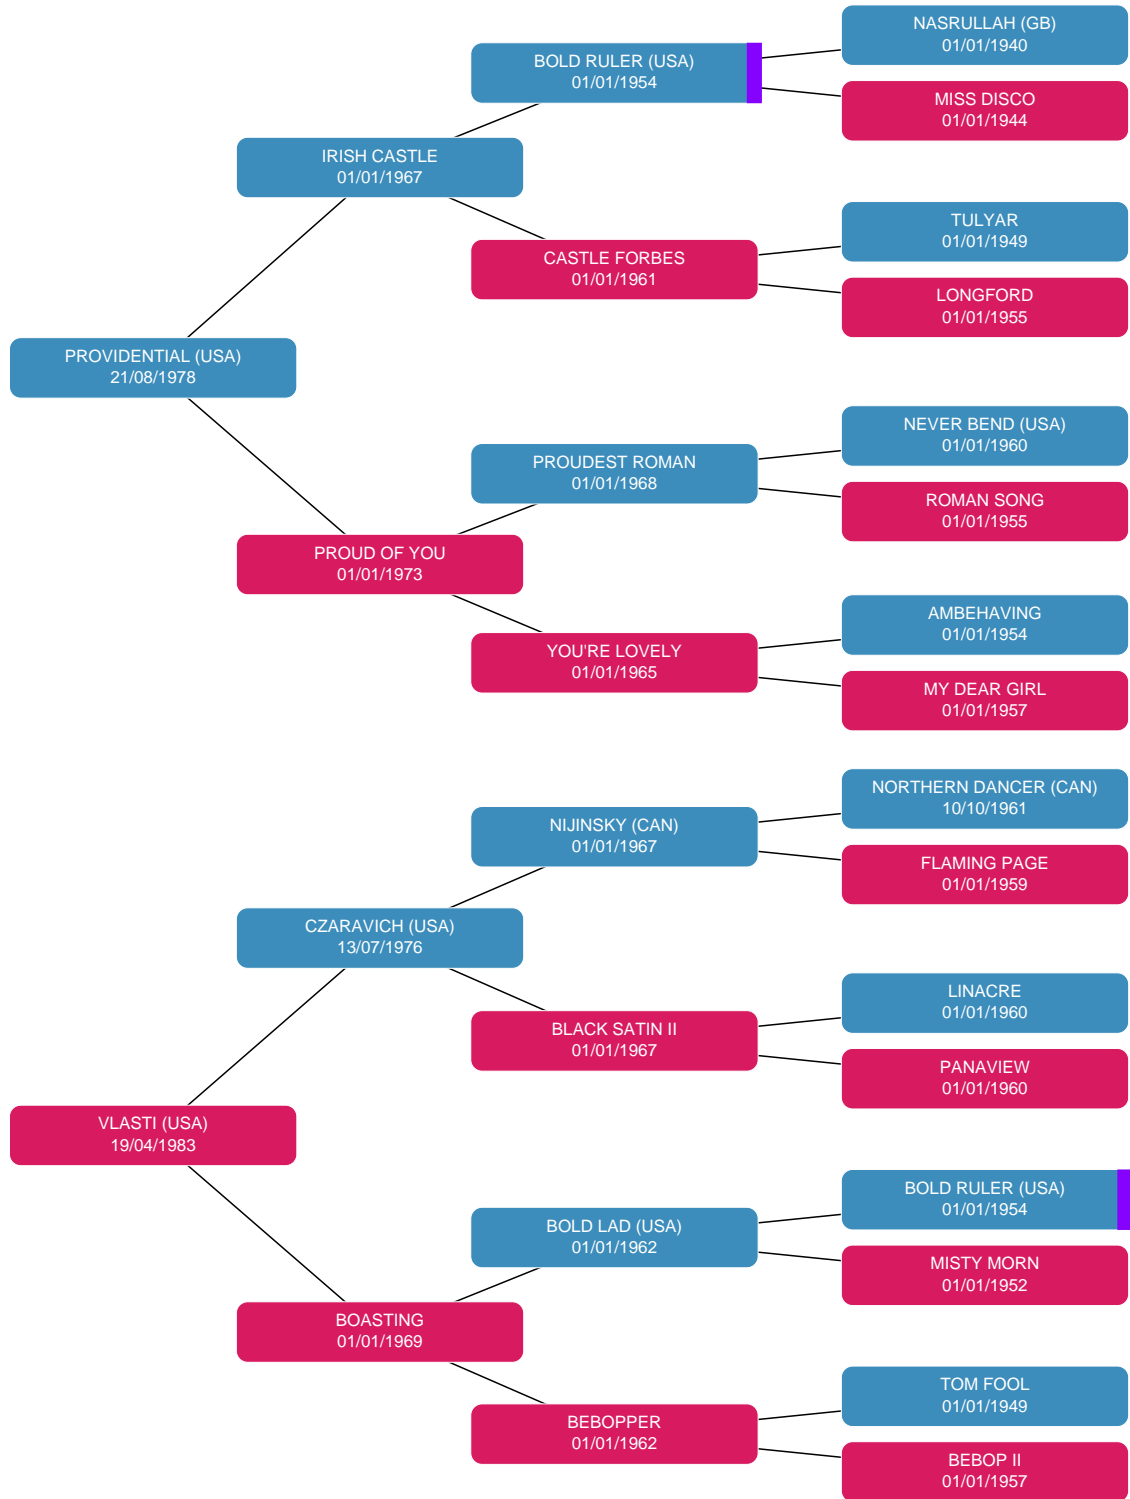 NASRULLAH (GB)
01/01/1940
BOLD RULER (USA)
01/01/1954
MISS DISCO
01/01/1944
IRISH CASTLE
01/01/1967
TULYAR
01/01/1949
CASTLE FORBES
01/01/1961
LONGFORD
01/01/1955
PROVIDENTIAL (USA)
21/08/1978
NEVER BEND (USA)
01/01/1960
PROUDEST ROMAN
01/01/1968
ROMAN SONG
01/01/1955
PROUD OF YOU
01/01/1973
AMBEHAVING
01/01/1954
YOU'RE LOVELY
01/01/1965
MY DEAR GIRL
01/01/1957
NORTHERN DANCER (CAN)
10/10/1961
NIJINSKY (CAN)
01/01/1967
FLAMING PAGE
01/01/1959
CZARAVICH (USA)
13/07/1976
LINACRE
01/01/1960
BLACK SATIN II
01/01/1967
PANAVIEW
01/01/1960
VLASTI (USA)
19/04/1983
BOLD RULER (USA)
01/01/1954
BOLD LAD (USA)
01/01/1962
MISTY MORN
01/01/1952
BOASTING
01/01/1969
TOM FOOL
01/01/1949
BEBOPPER
01/01/1962
BEBOP II
01/01/1957